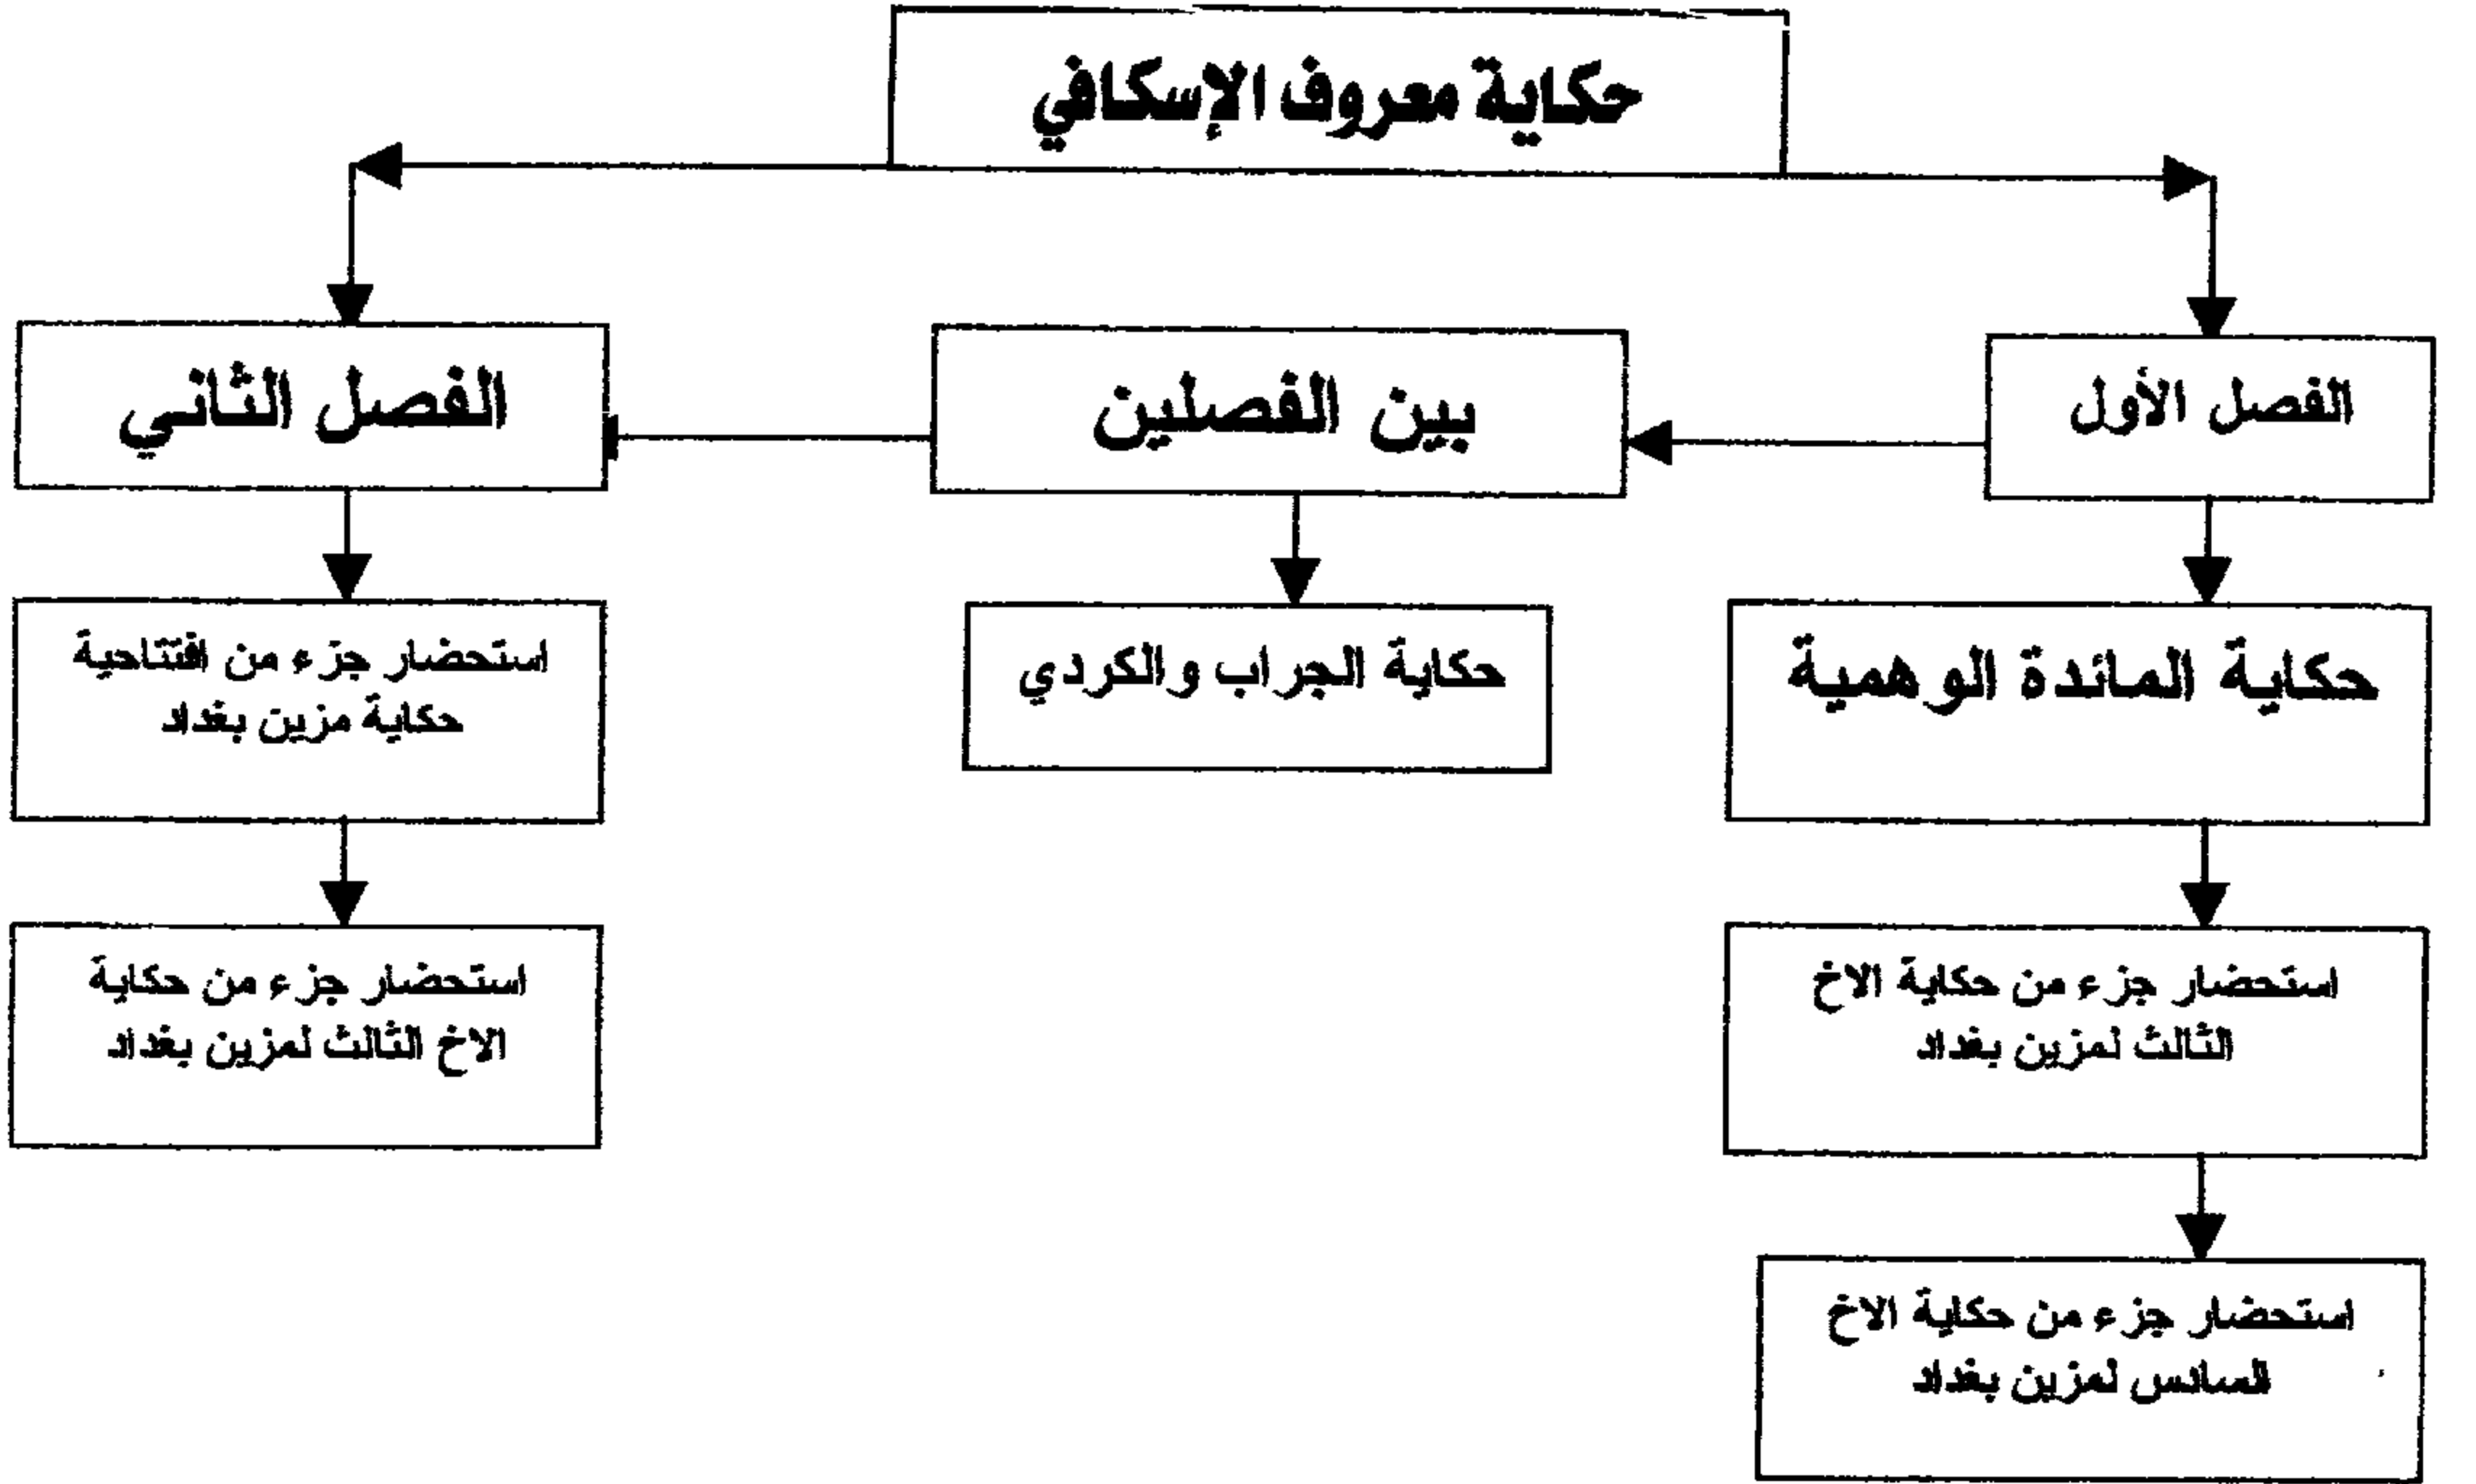 حكاية معروف الإسكافي
الفصل الأول
بين الفصلين
الفصل الثاني
حكاية المائدة الوهمية
حكاية الجراب والكردي
استحضار جزء من افتتاحية
حكاية مزين بغداد
استحضار جزء من حكاية الاخ
الثالث لمزين بغداد
استحضار جزء من حكاية
الاخ الثالث لمزين بغداد
استحضار جزء من حكاية الاخ
السادس لمزين بغداد